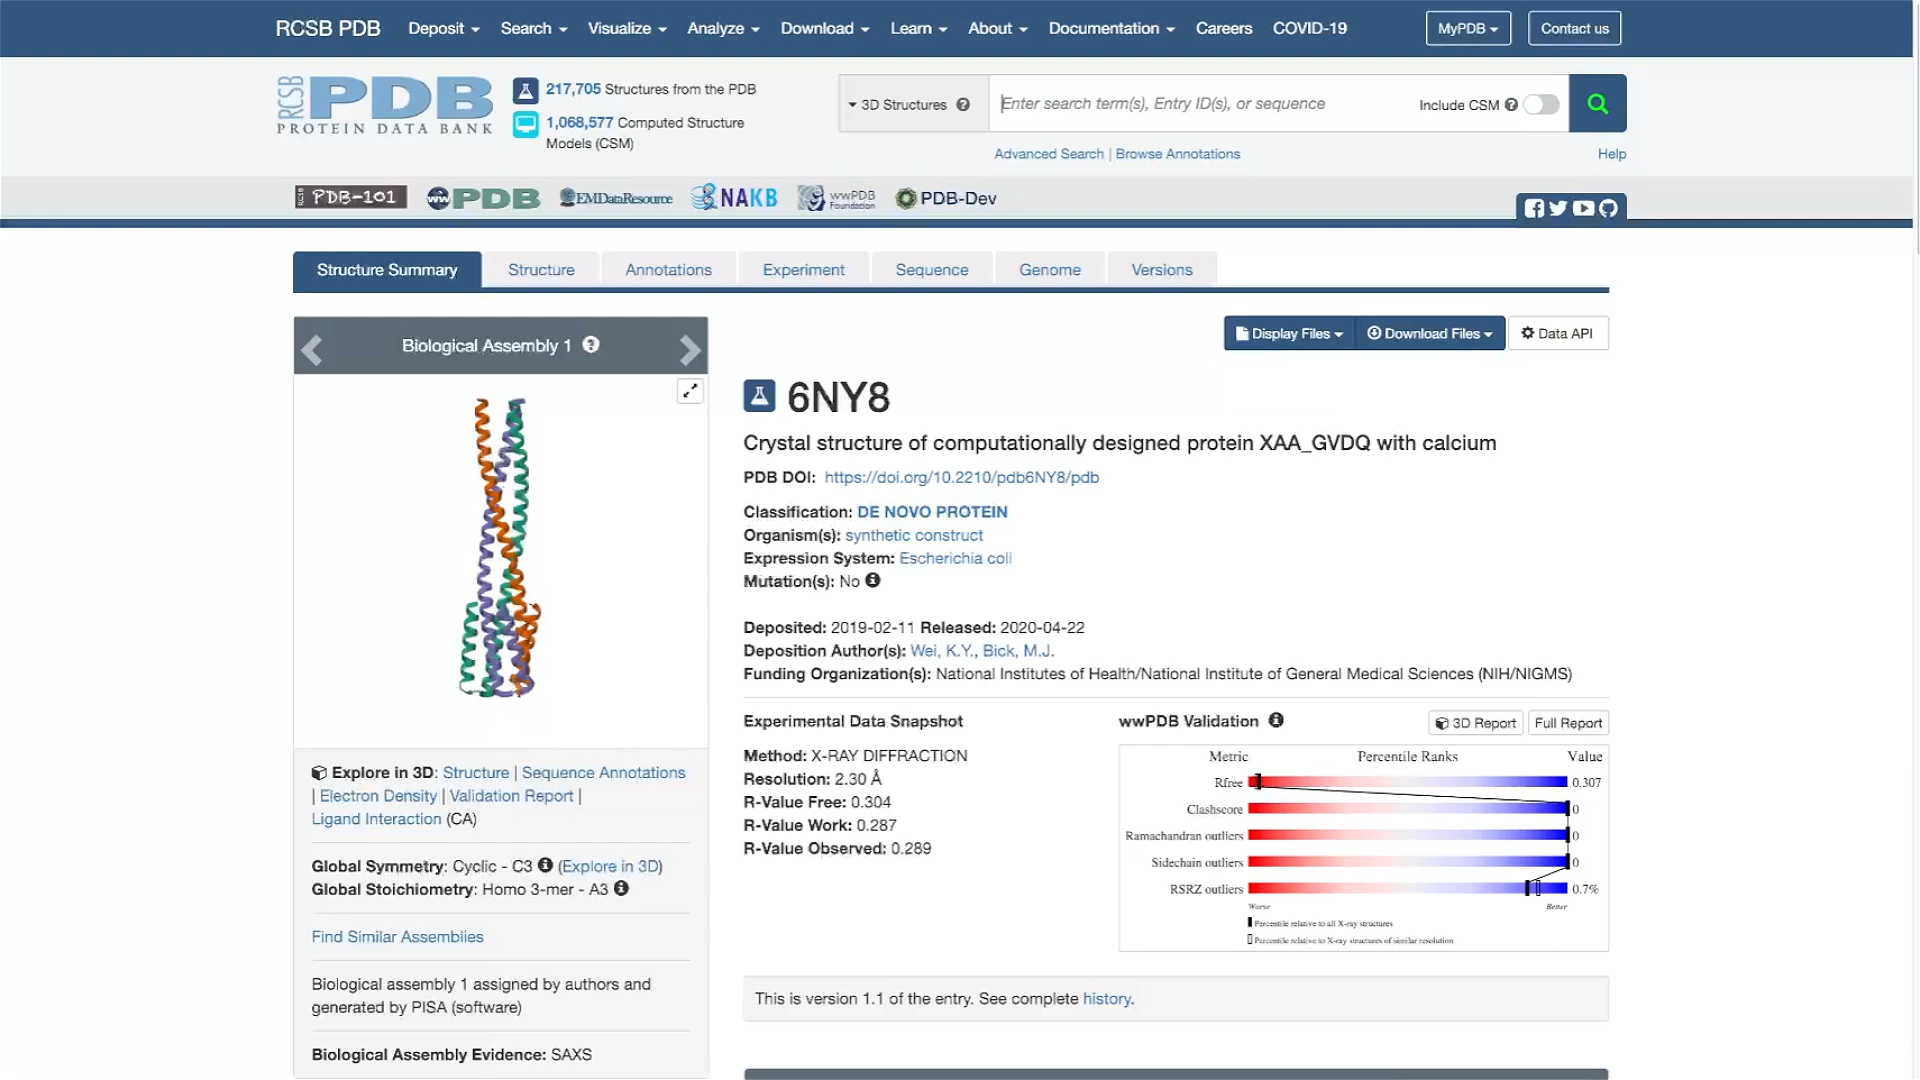 RCSB PDB Deposit Search Visualize Analyze Download Learn About Documentation Careers COVID-19 MyPDB Contact us
RCSB PDB
PROTEIN DATA BANK
217,705 Structures from the PDB
1,068,577 Computed Structure
Models (CSM)
3D Structures
Enter search term(s), Entry ID(s), or sequence
Include CSM
Advanced Search | Browse Annotations
Help
RCSB PDB-101 wwPDB EMDataResource NAKB wwPDB Foundation PDB-Dev
Structure Summary Structure Annotations Experiment Sequence Genome Versions
Biological Assembly 1
Display Files Download Files Data API
6NY8
Crystal structure of computationally designed protein XAA_GVDQ with calcium
PDB DOI: https://doi.org/10.2210/pdb6NY8/pdb
Classification: DE NOVO PROTEIN
Organism(s): synthetic construct
Expression System: Escherichia coli
Mutation(s): No
Deposited: 2019-02-11 Released: 2020-04-22
Deposition Author(s): Wei, K.Y., Bick, M.J.
Funding Organization(s): National Institutes of Health/National Institute of General Medical Sciences (NIH/NIGMS)
Explore in 3D: Structure | Sequence Annotations
| Electron Density | Validation Report |
Ligand Interaction (CA)
Global Symmetry: Cyclic - C3 (Explore in 3D)
Global Stoichiometry: Homo 3-mer - A3
Find Similar Assemblies
Biological assembly 1 assigned by authors and
generated by PISA (software)
Biological Assembly Evidence: SAXS
Experimental Data Snapshot
Method: X-RAY DIFFRACTION
Resolution: 2.30 Å
R-Value Free: 0.304
R-Value Work: 0.287
R-Value Observed: 0.289
wwPDB Validation
3D Report Full Report
Metric Percentile Ranks Value
Rfree 0.307
Clashscore 0
Ramachandran outliers 0
Sidechain outliers 0
RSRZ outliers 0.7%
Worse Better
Percentile relative to all X-ray structures
Percentile relative to X-ray structures of similar resolution
This is version 1.1 of the entry. See complete history.